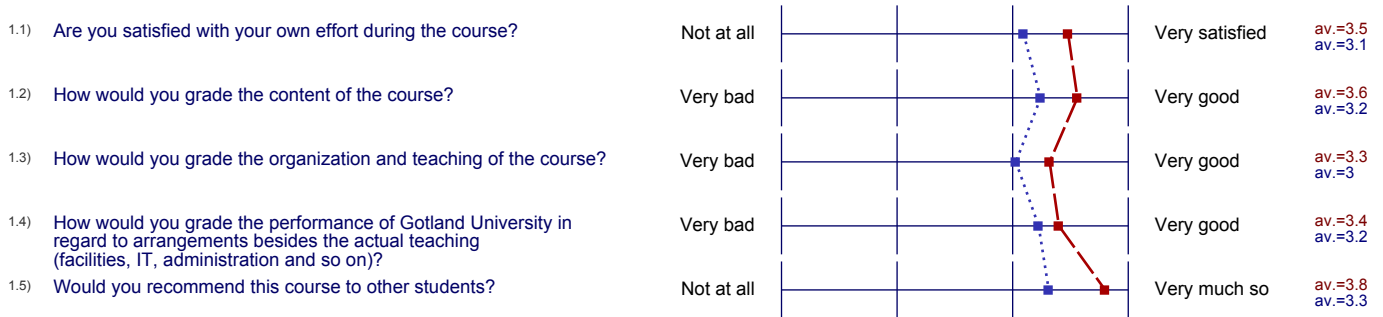 1.1) Are you satisfied with your own effort during the course? Not at all Very satisfied av.=3.5
av.=3.1
1.2) How would you grade the content of the course? Very bad Very good av.=3.6
av.=3.2
1.3) How would you grade the organization and teaching of the course? Very bad Very good av.=3.3
av.=3
1.4) How would you grade the performance of Gotland University in Very bad Very good av.=3.4
regard to arrangements besides the actual teaching av.=3.2
(facilities, IT, administration and so on)?
1.5) Would you recommend this course to other students? Not at all Very much so av.=3.8
av.=3.3